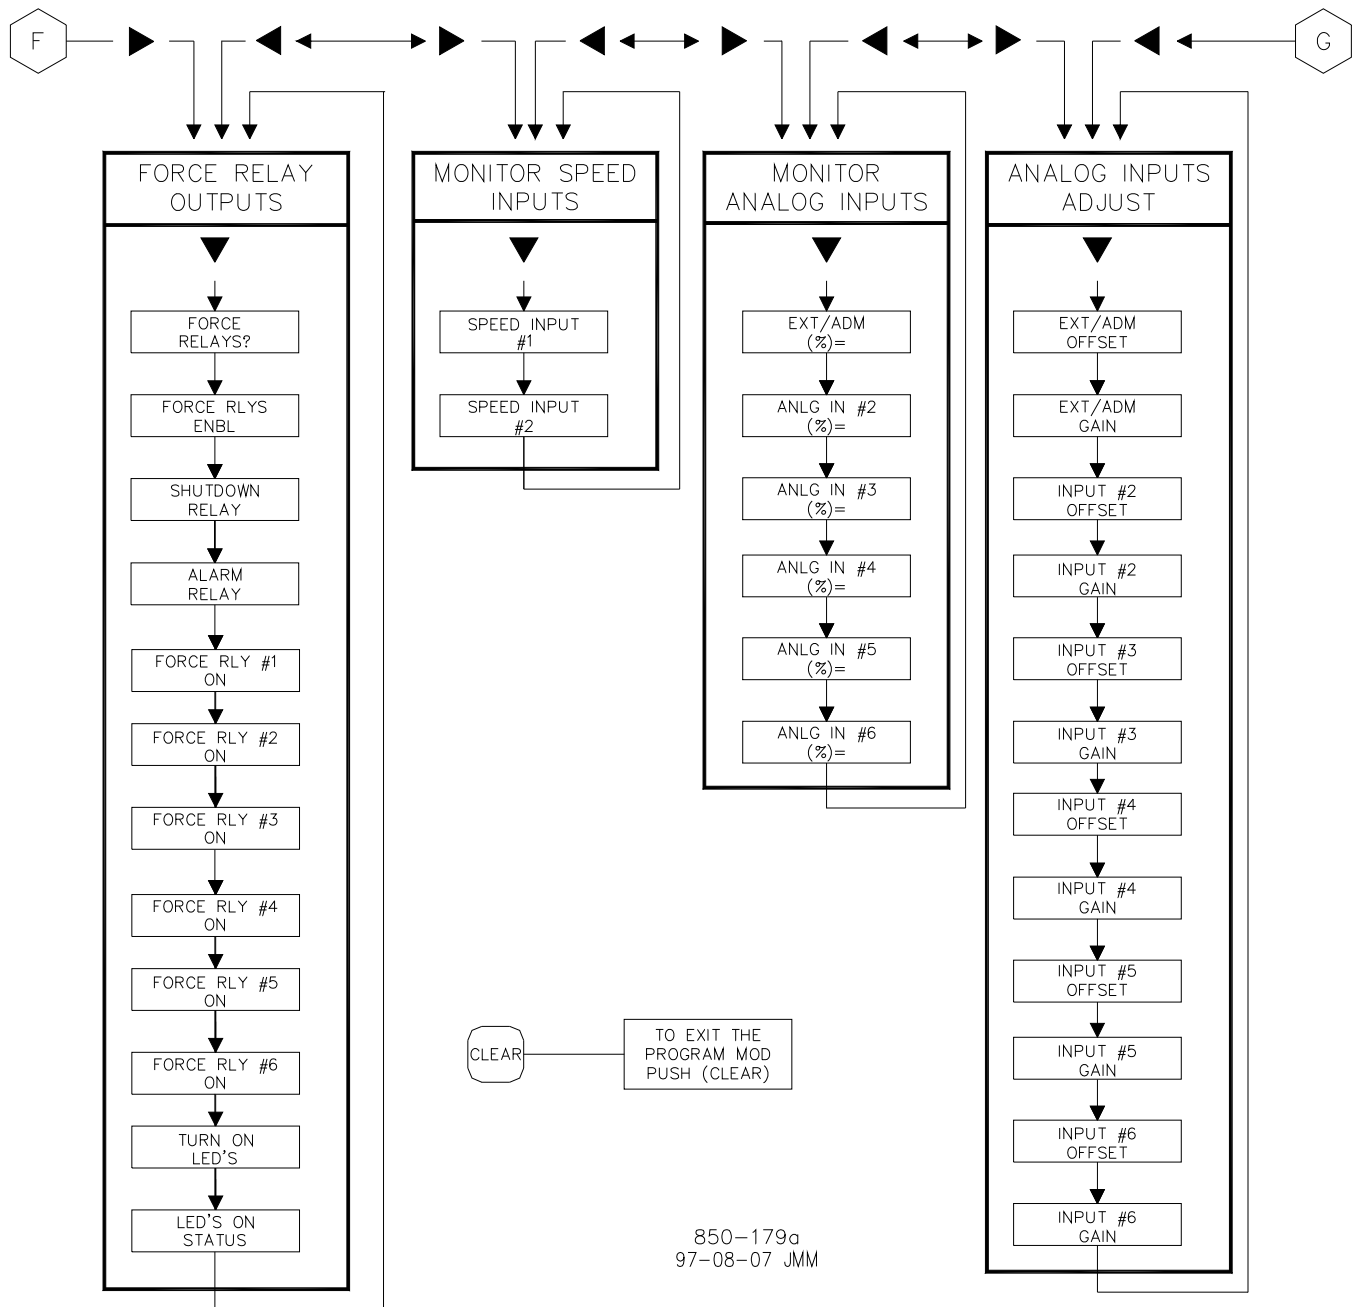 F
G
FORCE RELAY
OUTPUTS
FORCE
RELAYS?
FORCE RLYS
ENBL
SHUTDOWN
RELAY
ALARM
RELAY
FORCE RLY #1
ON
FORCE RLY #2
ON
FORCE RLY #3
ON
FORCE RLY #4
ON
FORCE RLY #5
ON
FORCE RLY #6
ON
TURN ON
LED'S
LED'S ON
STATUS
MONITOR SPEED
INPUTS
SPEED INPUT
#1
SPEED INPUT
#2
MONITOR
ANALOG INPUTS
EXT/ADM
(%)=
ANLG IN #2
(%)=
ANLG IN #3
(%)=
ANLG IN #4
(%)=
ANLG IN #5
(%)=
ANLG IN #6
(%)=
ANALOG INPUTS
ADJUST
EXT/ADM
OFFSET
EXT/ADM
GAIN
INPUT #2
OFFSET
INPUT #2
GAIN
INPUT #3
OFFSET
INPUT #3
GAIN
INPUT #4
OFFSET
INPUT #4
GAIN
INPUT #5
OFFSET
INPUT #5
GAIN
INPUT #6
OFFSET
INPUT #6
GAIN
CLEAR
TO EXIT THE
PROGRAM MOD
PUSH (CLEAR)
850-179a
97-08-07 JMM